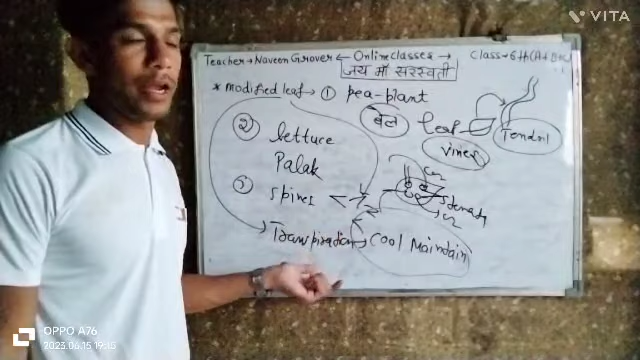 VITA
Teacher → Naveen Grover ← Online classes → Class → 6th (A+B+C)
जय माँ सरस्वती
* modified leaf → ① pea-plant
बेल leaf Tendril
Vines
② lettuce
Palak
③ spines
stomata
Transpiration → Cool Maintain
OPPO A76
2023.06.15 19:45